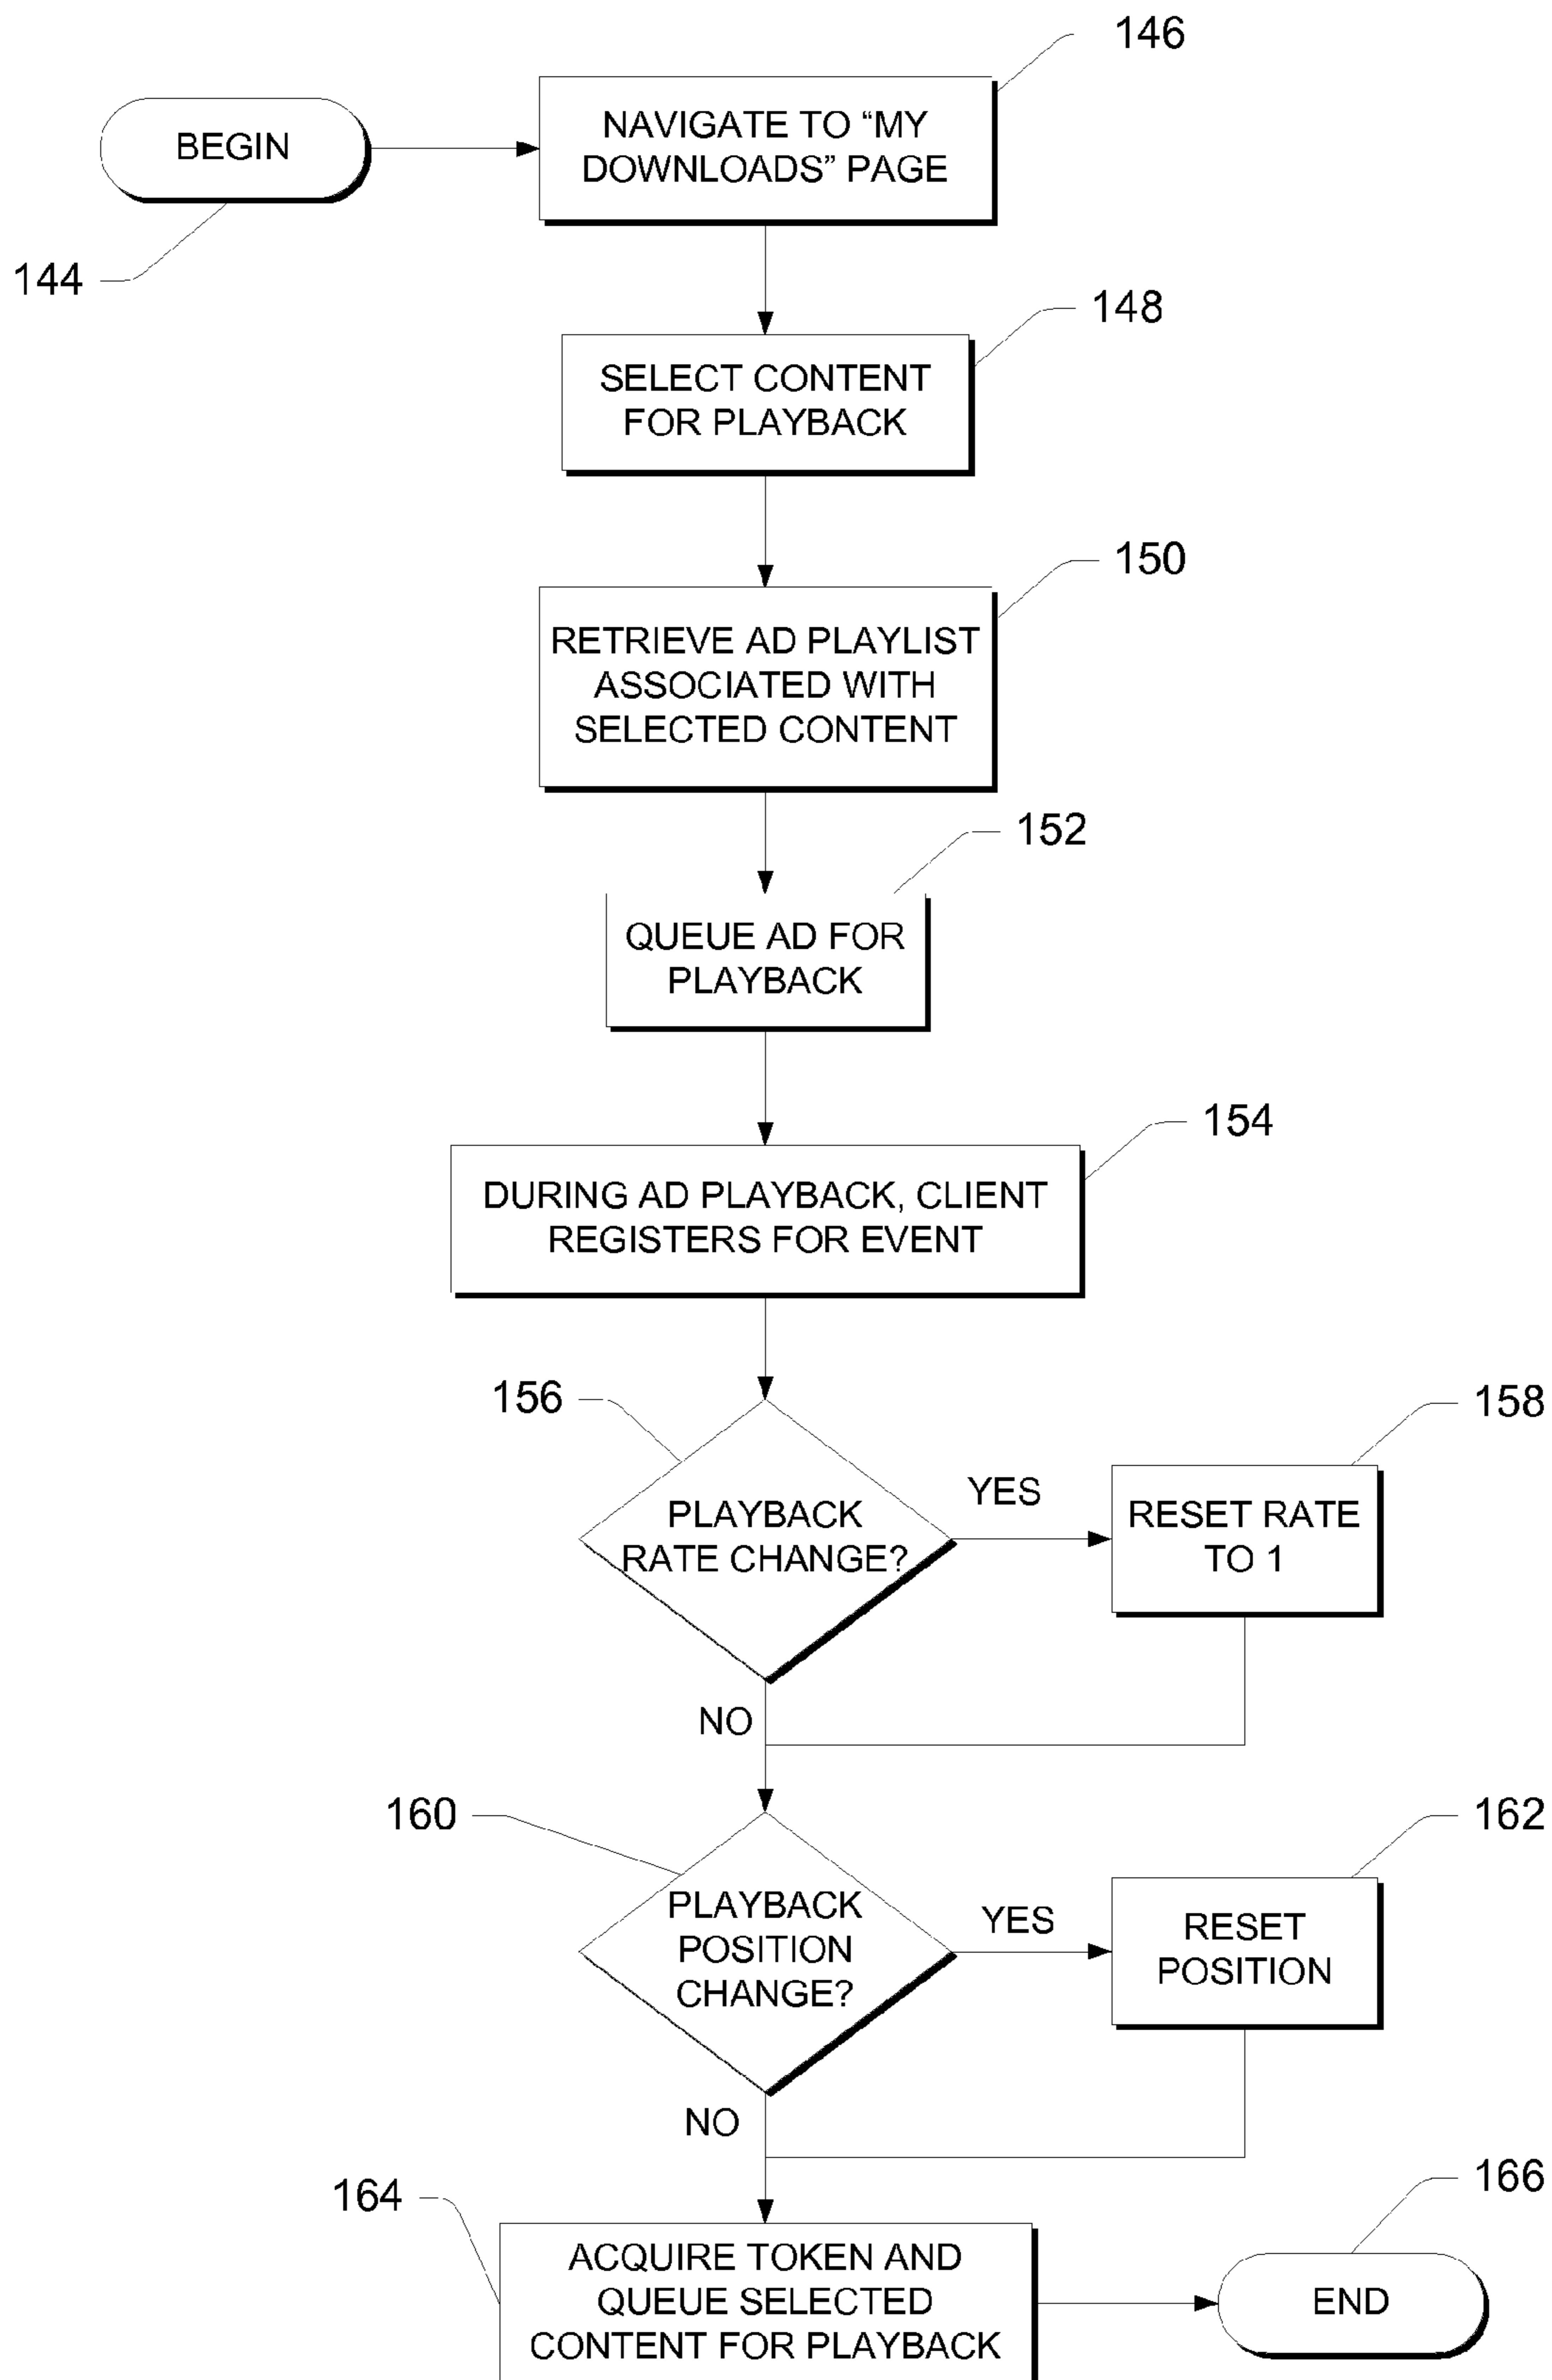 146
BEGIN
NAVIGATE TO “MY
DOWNLOADS” PAGE
144
148
SELECT CONTENT
FOR PLAYBACK
150
RETRIEVE AD PLAYLIST
ASSOCIATED WITH
SELECTED CONTENT
152
QUEUE AD FOR
PLAYBACK
154
DURING AD PLAYBACK, CLIENT
REGISTERS FOR EVENT
156
158
PLAYBACK
RATE CHANGE?
YES
RESET RATE
TO 1
NO
160
162
PLAYBACK
POSITION
CHANGE?
YES
RESET
POSITION
NO
164
166
ACQUIRE TOKEN AND
QUEUE SELECTED
CONTENT FOR PLAYBACK
END